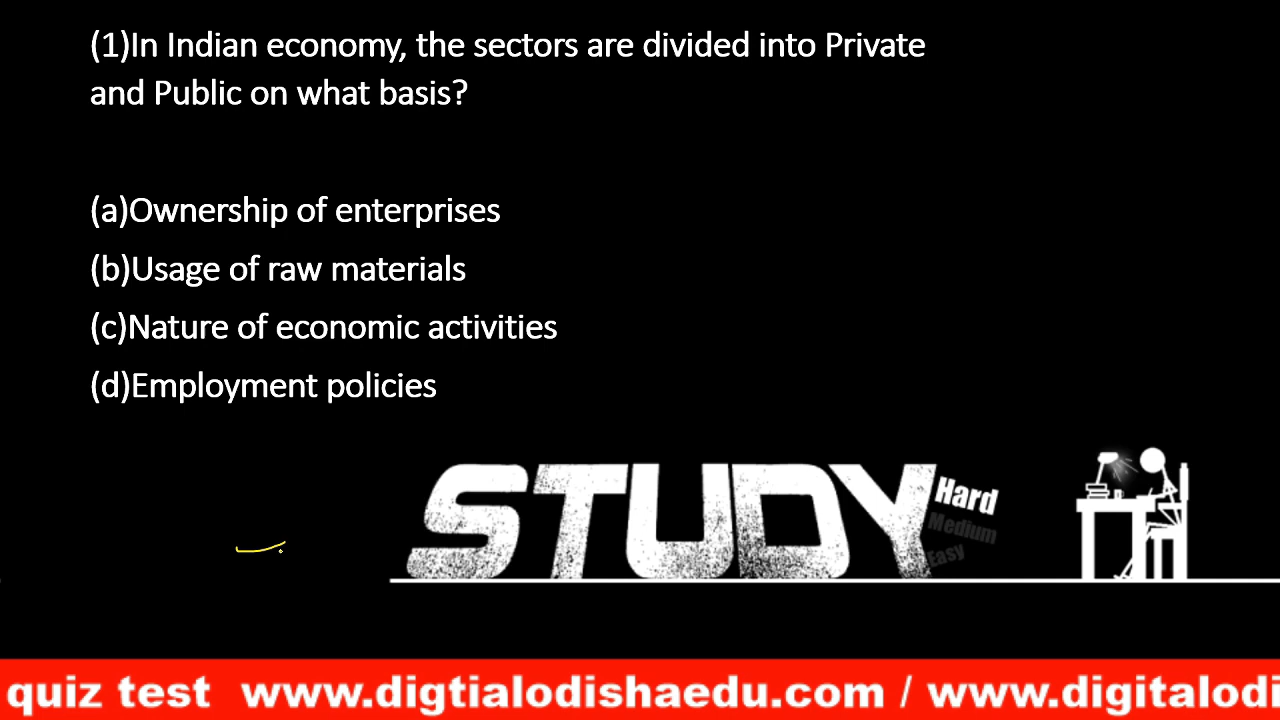 (1)In Indian economy, the sectors are divided into Private
and Public on what basis?
(a)Ownership of enterprises
(b)Usage of raw materials
(c)Nature of economic activities
(d)Employment policies
STUDY
Hard
Medium
Easy
quiz test www.digtialodishaedu.com / www.digitalodi